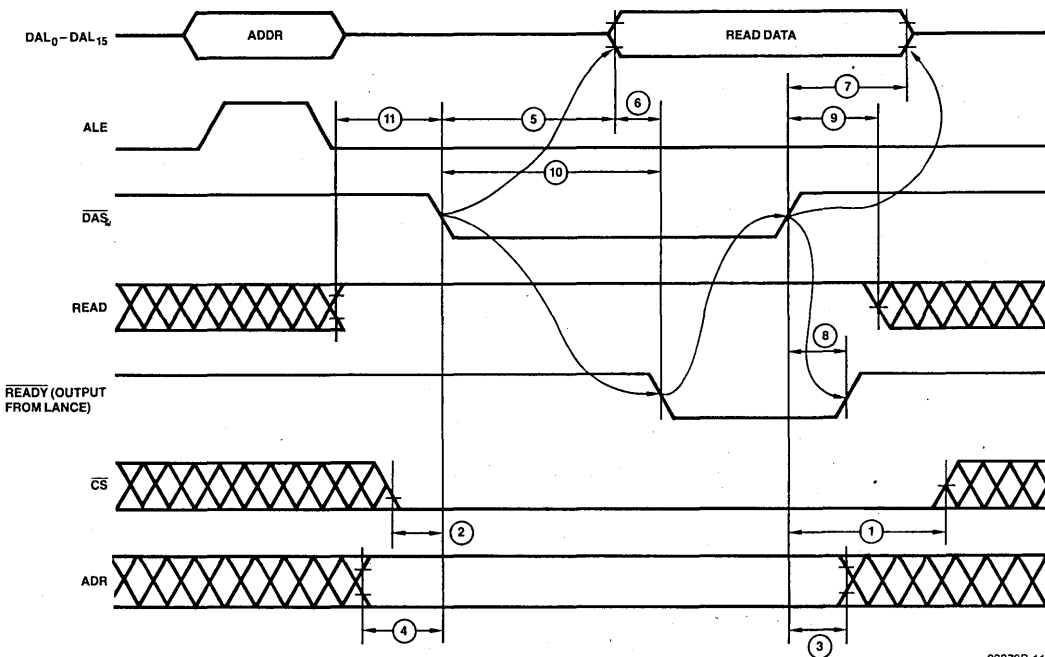 DAL0–DAL15
ADDR
READ DATA
7
11
5
6
9
ALE
10
DAS
READ
8
READY (OUTPUT
FROM LANCE)
CS
2
1
ADR
4
3